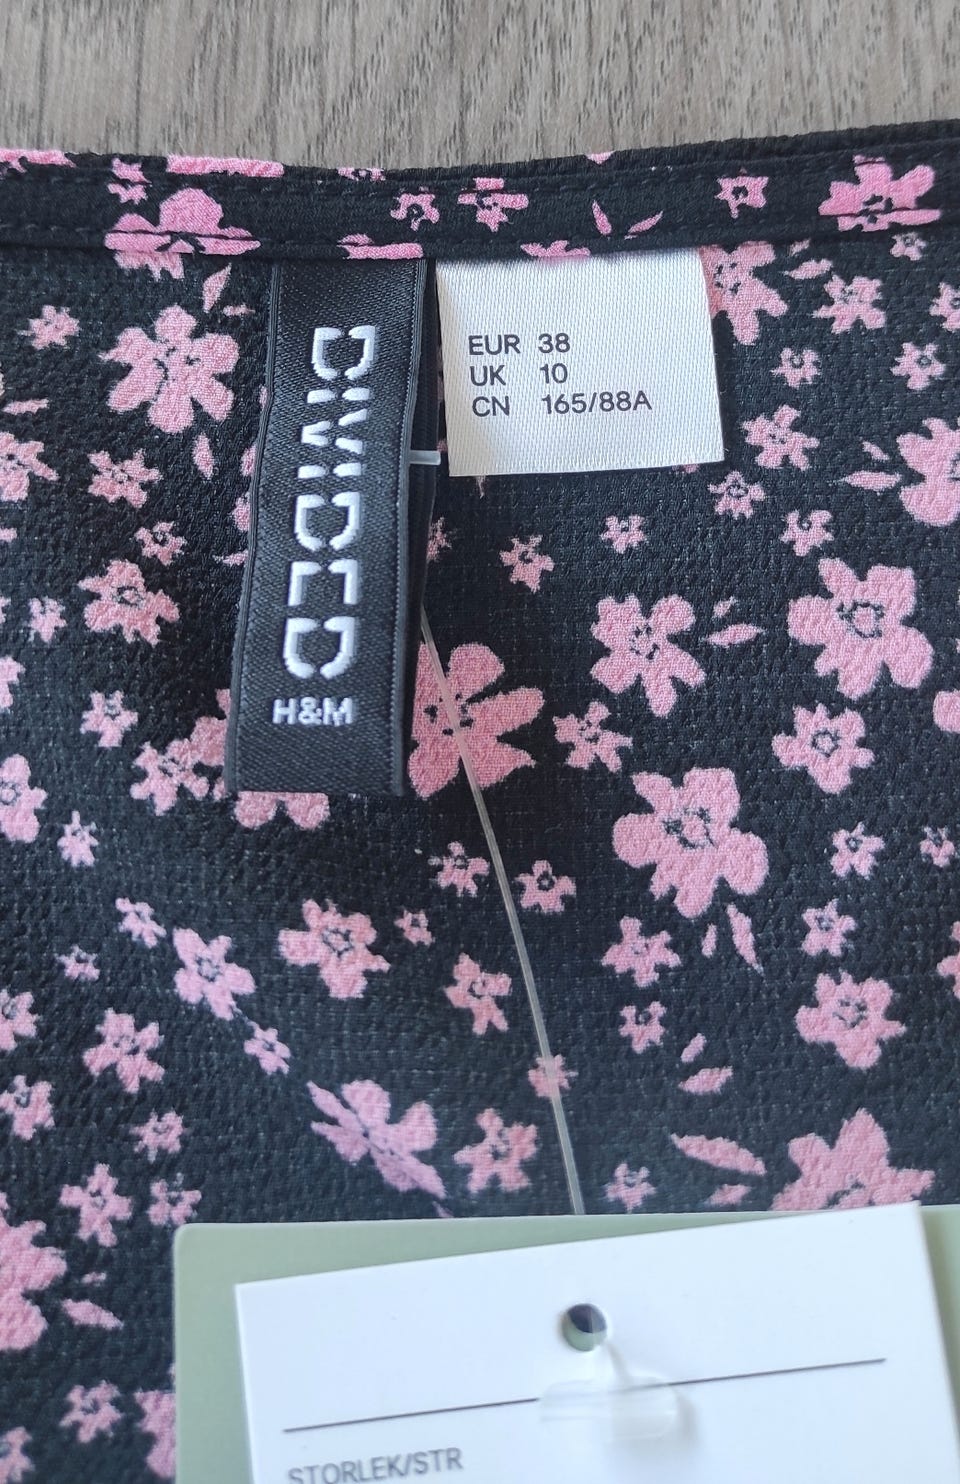 DIVIDED
H&M
EUR 38
UK 10
CN 165/88A
STORLEK/STR